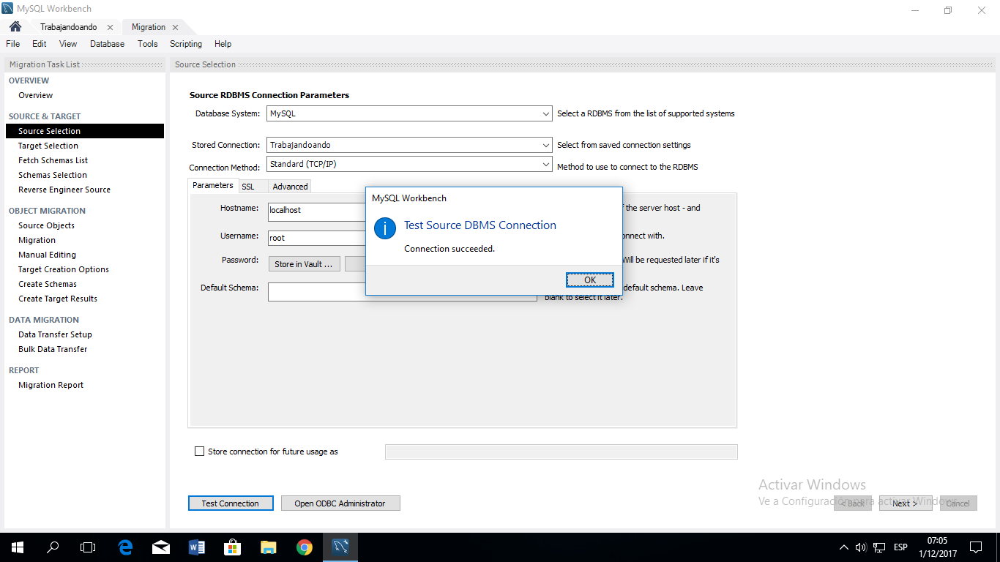 MySQL Workbench
Trabajandoando
Migration
File Edit View Database Tools Scripting Help
Migration Task List
OVERVIEW
Overview
SOURCE & TARGET
Source Selection
Target Selection
Fetch Schemas List
Schemas Selection
Reverse Engineer Source
OBJECT MIGRATION
Source Objects
Migration
Manual Editing
Target Creation Options
Create Schemas
Create Target Results
DATA MIGRATION
Data Transfer Setup
Bulk Data Transfer
REPORT
Migration Report
Source Selection
Source RDBMS Connection Parameters
Database System: MySQL Select a RDBMS from the list of supported systems
Stored Connection: Trabajandoando Select from saved connection settings
Connection Method: Standard (TCP/IP) Method to use to connect to the RDBMS
Parameters SSL Advanced
Hostname: localhost f the server host - and
Username: root onnect with.
Password: Store in Vault ... Will be requested later if it's
Default Schema: default schema. Leave
blank to select it later.
MySQL Workbench
i
Test Source DBMS Connection
Connection succeeded.
OK
Store connection for future usage as
Test Connection Open ODBC Administrator
< Back Next > Cancel
Activar Windows
Ve a Configuración para activar Windows.
ESP
07:05
1/12/2017